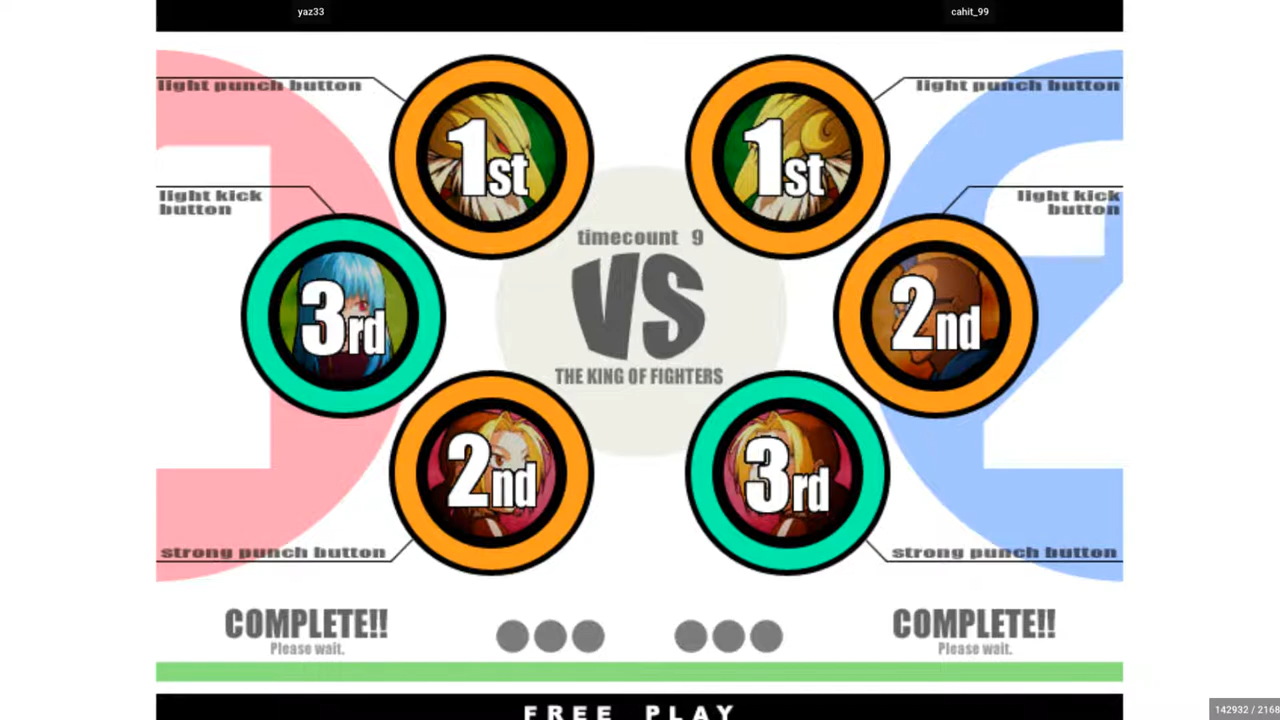 yaz33
cahit_99
light punch button
light punch button
1st
1st
light kick
button
light kick
button
timecount 9
VS
THE KING OF FIGHTERS
3rd
2nd
2nd
3rd
strong punch button
strong punch button
COMPLETE!!
Please wait.
COMPLETE!!
Please wait.
FREE PLAY
142932 / 2168